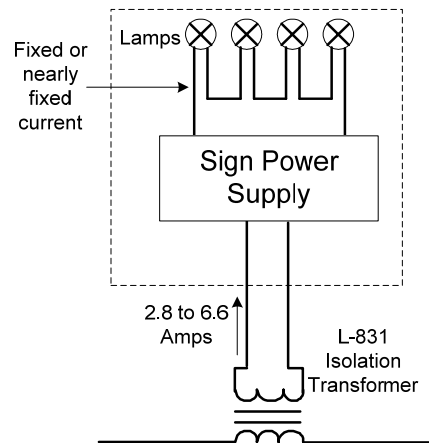 Lamps
Fixed or
nearly
fixed
current
Sign Power
Supply
2.8 to 6.6
Amps
L-831
Isolation
Transformer